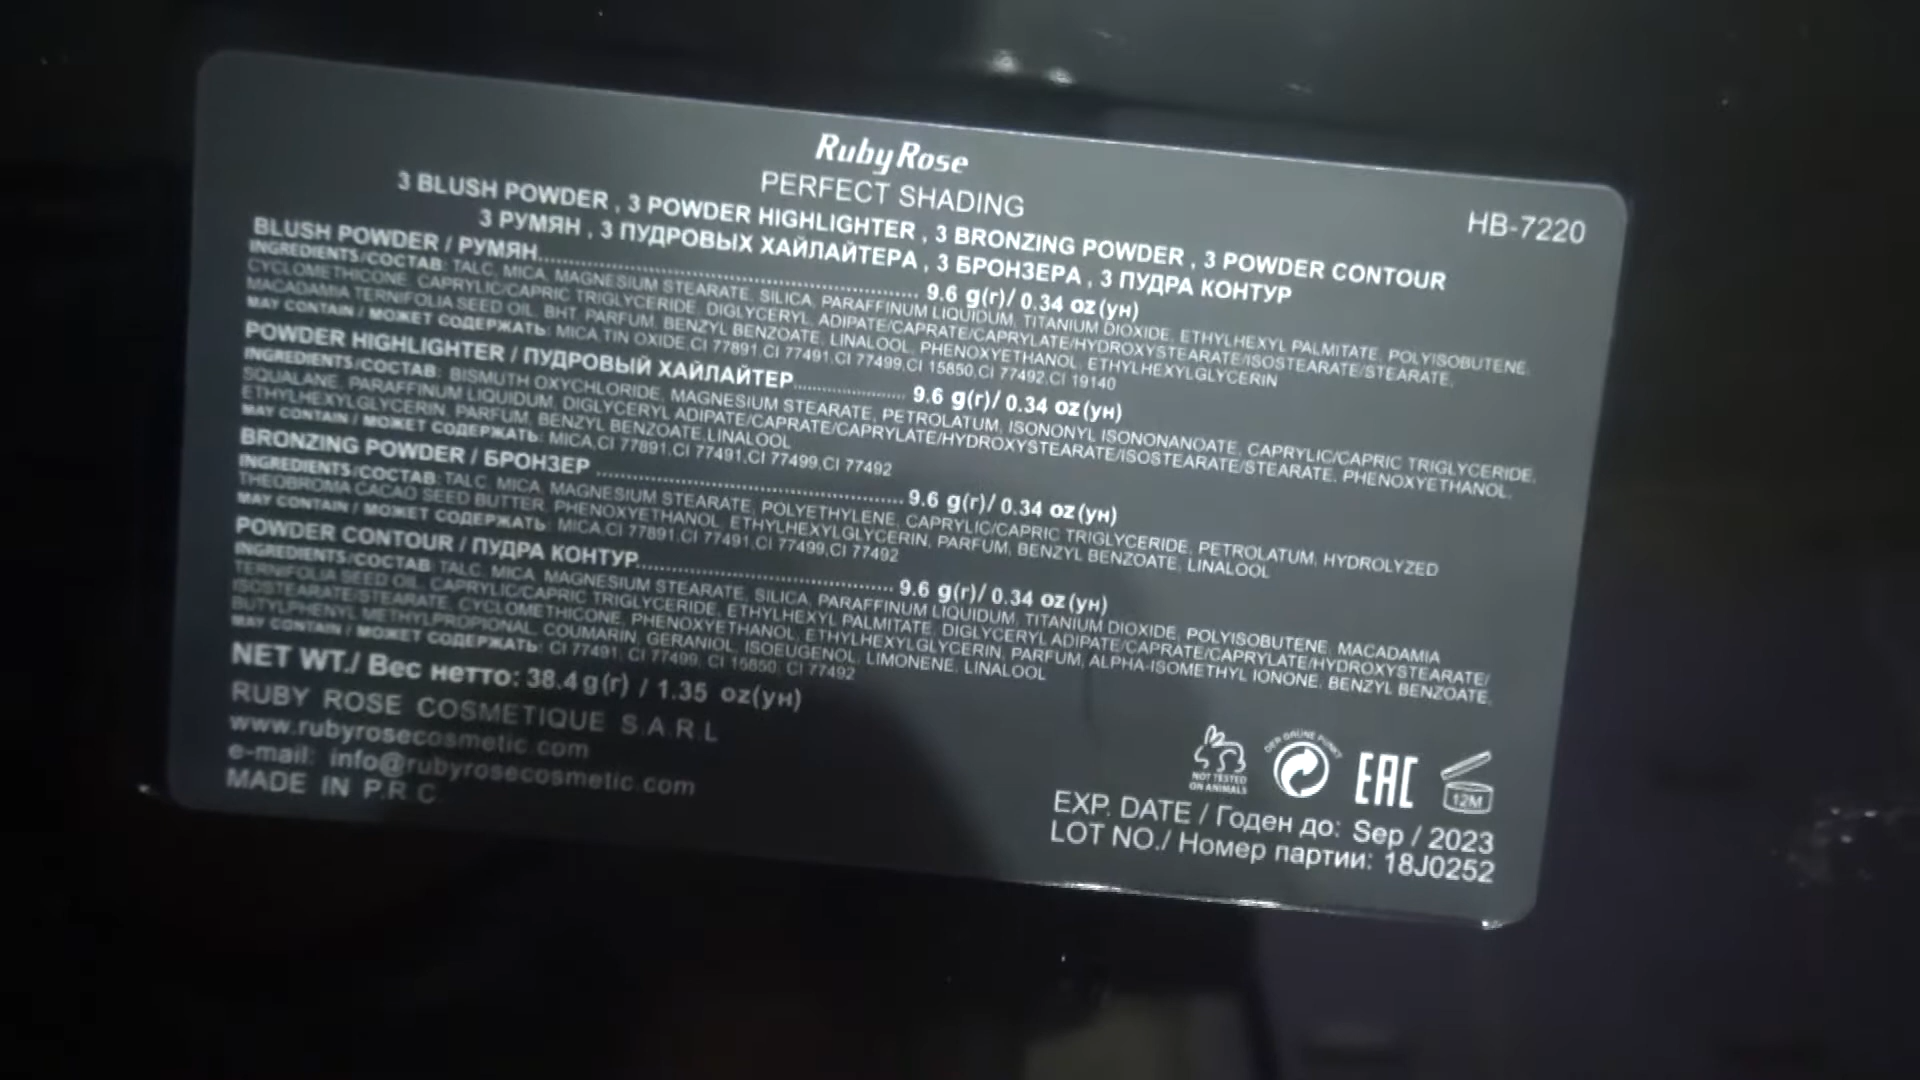 Ruby Rose
PERFECT SHADING
HB-7220
3 BLUSH POWDER , 3 POWDER HIGHLIGHTER , 3 BRONZING POWDER , 3 POWDER CONTOUR
3 РУМЯН , 3 ПУДРОВЫХ ХАЙЛАЙТЕРА , 3 БРОНЗЕРА , 3 ПУДРА КОНТУР
BLUSH POWDER / РУМЯН........................................ 9.6 g(г)/ 0.34 oz(ун)
INGREDIENTS/COCTAB: TALC, MICA, MAGNESIUM STEARATE, SILICA, PARAFFINUM LIQUIDUM, TITANIUM DIOXIDE, ETHYLHEXYL PALMITATE, POLYISOBUTENE,
CYCLOMETHICONE, CAPRYLIC/CAPRIC TRIGLYCERIDE, DIGLYCERYL, ADIPATE/CAPRATE/CAPRYLATE/HYDROXYSTEARATE/ISOSTEARATE/STEARATE,
MACADAMIA TERNIFOLIA SEED OIL, BHT, PARFUM, BENZYL BENZOATE, LINALOOL, PHENOXYETHANOL, ETHYLHEXYLGLYCERIN
MAY CONTAIN / МОЖЕТ СОДЕРЖАТЬ: MICA,TIN OXIDE,CI 77891,CI 77491,CI 77499,CI 15850,CI 77492,CI 19140
POWDER HIGHLIGHTER / ПУДРОВЫЙ ХАЙЛАЙТЕР.................... 9.6 g(г)/ 0.34 oz(ун)
INGREDIENTS/COCTAB: BISMUTH OXYCHLORIDE, MAGNESIUM STEARATE, PETROLATUM, ISONONYL ISONONANOATE, CAPRYLIC/CAPRIC TRIGLYCERIDE,
SQUALANE, PARAFFINUM LIQUIDUM, DIGLYCERYL ADIPATE/CAPRATE/CAPRYLATE/HYDROXYSTEARATE/ISOSTEARATE/STEARATE, PHENOXYETHANOL,
ETHYLHEXYLGLYCERIN, PARFUM, BENZYL BENZOATE,LINALOOL
MAY CONTAIN / МОЖЕТ СОДЕРЖАТЬ: MICA,CI 77891,CI 77491,CI 77499,CI 77492
BRONZING POWDER / БРОНЗЕР ........................................ 9.6 g(г)/ 0.34 oz(ун)
INGREDIENTS/COCTAB: TALC, MICA, MAGNESIUM STEARATE, POLYETHYLENE, CAPRYLIC/CAPRIC TRIGLYCERIDE, PETROLATUM, HYDROLYZED
THEOBROMA CACAO SEED BUTTER, PHENOXYETHANOL, ETHYLHEXYLGLYCERIN, PARFUM, BENZYL BENZOATE, LINALOOL
MAY CONTAIN / МОЖЕТ СОДЕРЖАТЬ: MICA,CI 77891,CI 77491,CI 77499,CI 77492
POWDER CONTOUR / ПУДРА КОНТУР................................ 9.6 g(г)/ 0.34 oz(ун)
INGREDIENTS/COCTAB: TALC, MICA, MAGNESIUM STEARATE, SILICA, PARAFFINUM LIQUIDUM, TITANIUM DIOXIDE, POLYISOBUTENE, MACADAMIA
TERNIFOLIA SEED OIL, CAPRYLIC/CAPRIC TRIGLYCERIDE, ETHYLHEXYL PALMITATE, DIGLYCERYL ADIPATE/CAPRATE/CAPRYLATE/HYDROXYSTEARATE/
ISOSTEARATE/STEARATE, CYCLOMETHICONE, PHENOXYETHANOL, ETHYLHEXYLGLYCERIN, PARFUM, ALPHA-ISOMETHYL IONONE, BENZYL BENZOATE,
BUTYLPHENYL METHYLPROPIONAL, COUMARIN, GERANIOL, ISOEUGENOL, LIMONENE, LINALOOL
MAY CONTAIN / МОЖЕТ СОДЕРЖАТЬ: CI 77491, CI 77499, CI 15850, CI 77492
NET WT./ Вес нетто: 38.4g(г) / 1.35 oz(ун)
RUBY ROSE COSMETIQUE S.A.R.L
www.rubyrosecosmetic.com
e-mail: info@rubyrosecosmetic.com
MADE IN P.R.C.
NOT TESTED
ON ANIMALS
DER GRÜNE PUNKT
EAC
12M
EXP. DATE / Годен до: Sep / 2023
LOT NO./ Номер партии: 18J0252